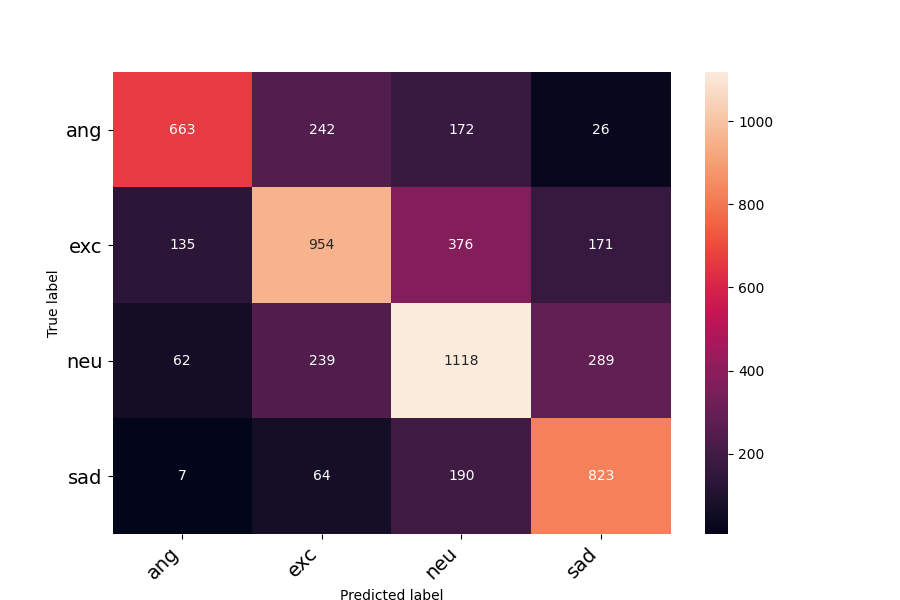 ang 663 242 172 26
exc 135 954 376 171
neu 62 239 1118 289
sad 7 64 190 823
ang exc neu sad
True label
Predicted label
1000
800
600
400
200